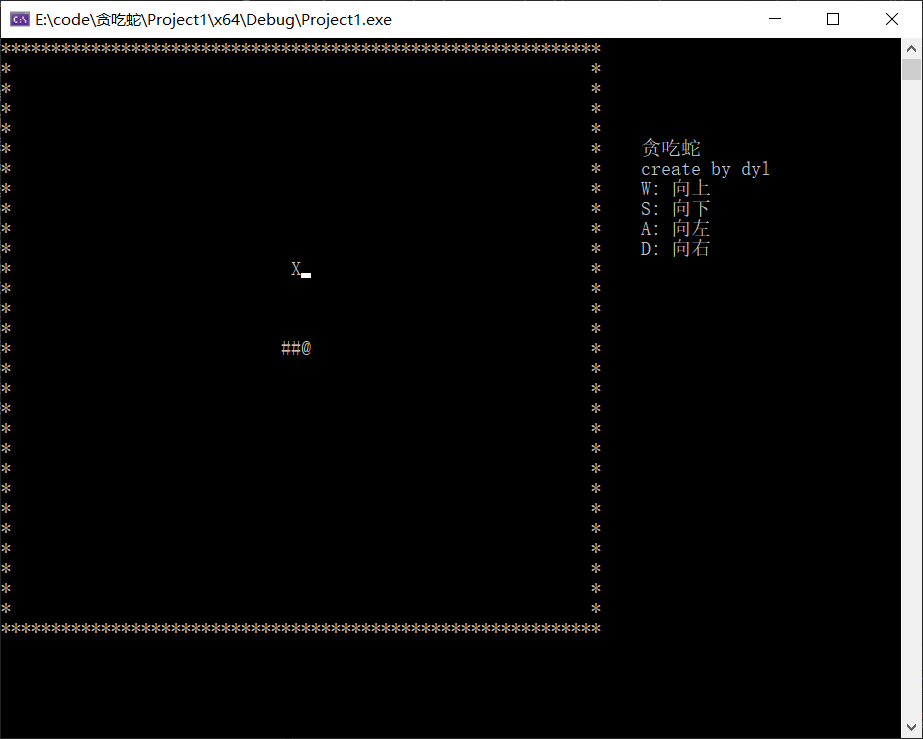 E:\code\贪吃蛇\Project1\x64\Debug\Project1.exe
************************************************************
*                                                          *
*                                                          *
*                                                          *
*                                                          *
*                                                          *    贪吃蛇
*                                                          *    create by dyl
*                                                          *    W: 向上
*                                                          *    S: 向下
*                                                          *    A: 向左
*                                                          *    D: 向右
*                            X_                            *
*                                                          *
*                                                          *
*                                                          *
*                           ##@                            *
*                                                          *
*                                                          *
*                                                          *
*                                                          *
*                                                          *
*                                                          *
*                                                          *
*                                                          *
*                                                          *
*                                                          *
*                                                          *
*                                                          *
************************************************************